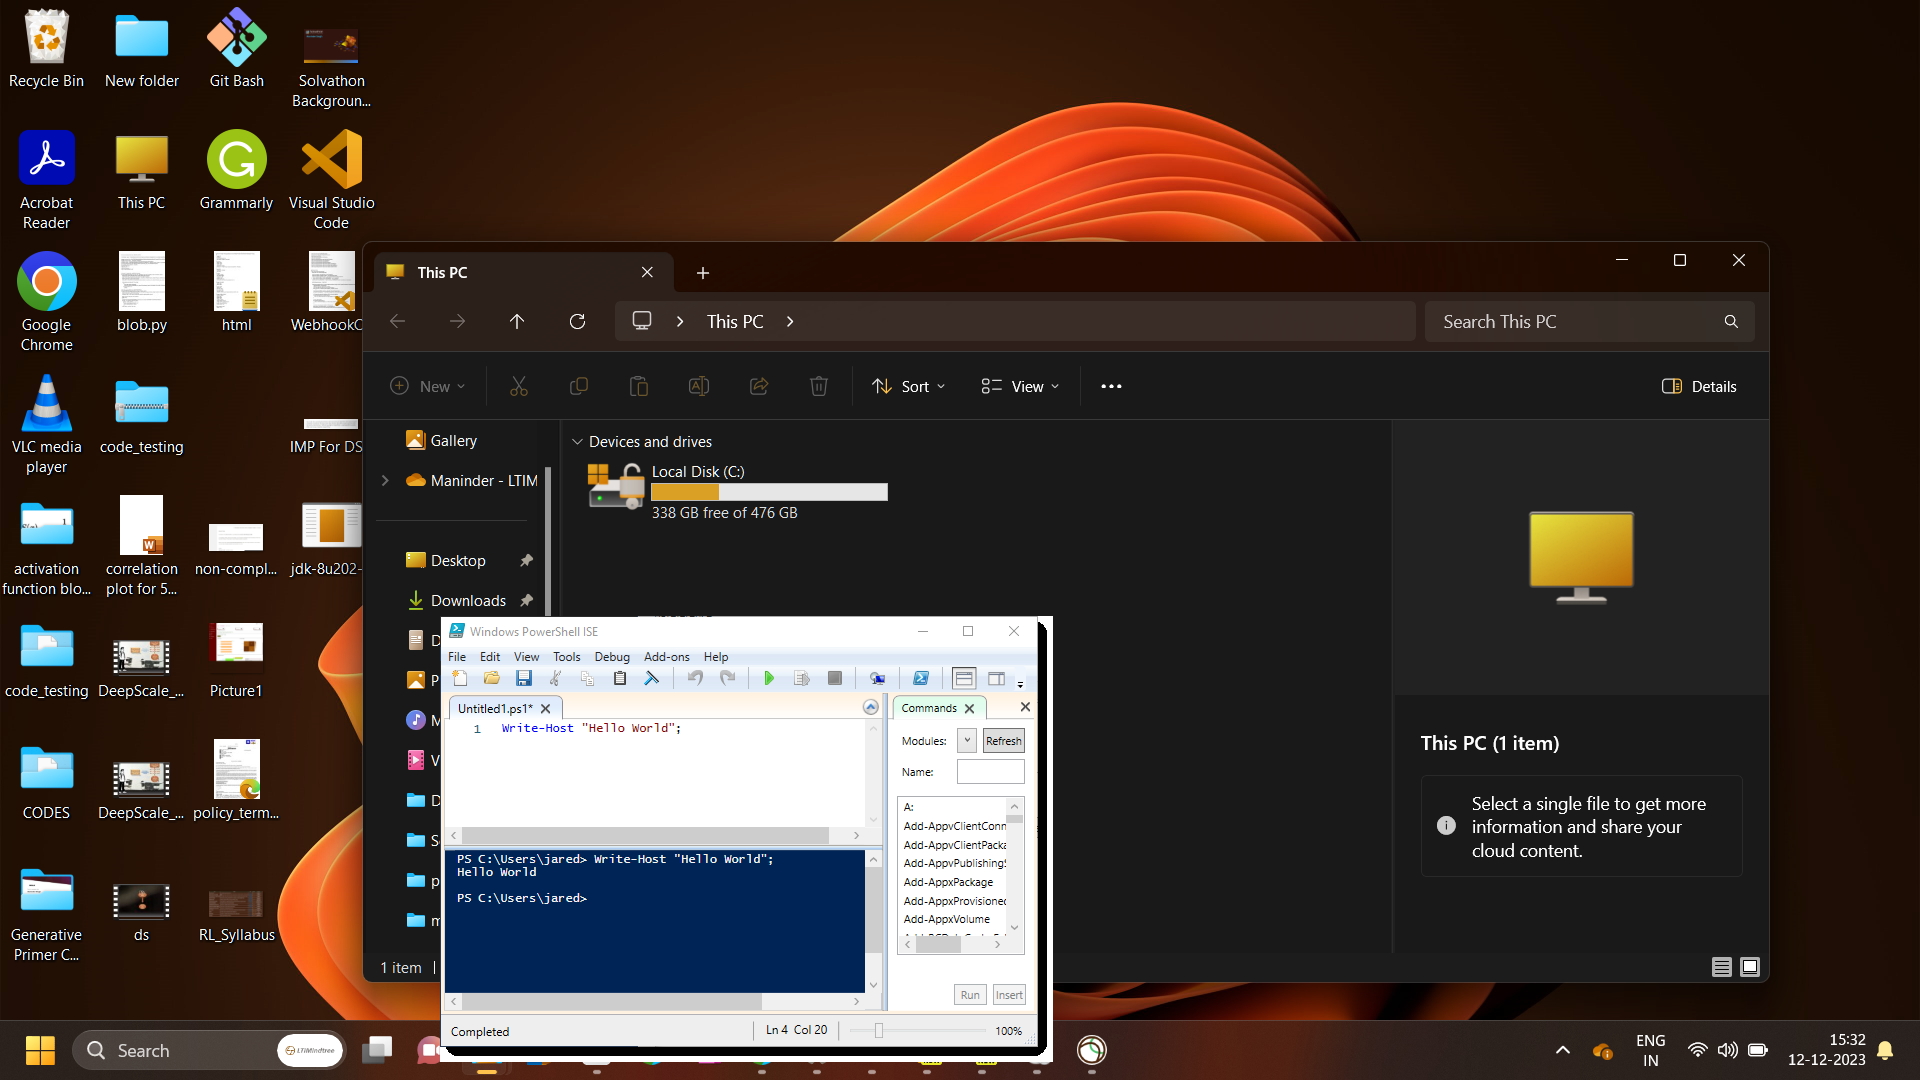 Recycle Bin
New folder
Git Bash
Solvathon
Backgroun...
Acrobat
Reader
This PC
Grammarly
Visual Studio
Code
Google
Chrome
blob.py
html
WebhookC
VLC media
player
code_testing
IMP For DS
activation
function blo...
correlation
plot for 5...
non-compl...
jdk-8u202-
code_testing
DeepScale_...
Picture1
CODES
DeepScale_...
policy_term...
Generative
Primer C...
ds
RL_Syllabus
This PC
This PC
Search This PC
New
Sort
View
Details
Gallery
Maninder - LTIM
Desktop
Downloads
Devices and drives
Local Disk (C:)
338 GB free of 476 GB
This PC (1 item)
Select a single file to get more
information and share your
cloud content.
1 item
Windows PowerShell ISE
File Edit View Tools Debug Add-ons Help
Untitled1.ps1*
1 Write-Host "Hello World";
PS C:\Users\jared> Write-Host "Hello World";
Hello World
PS C:\Users\jared>
Commands
Modules:
Refresh
Name:
A:
Add-AppvClientConn
Add-AppvClientPacka
Add-AppvPublishingS
Add-AppxPackage
Add-AppxProvisioned
Add-AppxVolume
Run
Insert
Completed
Ln 4 Col 20
100%
Search
LTIMindtree
ENG
IN
15:32
12-12-2023